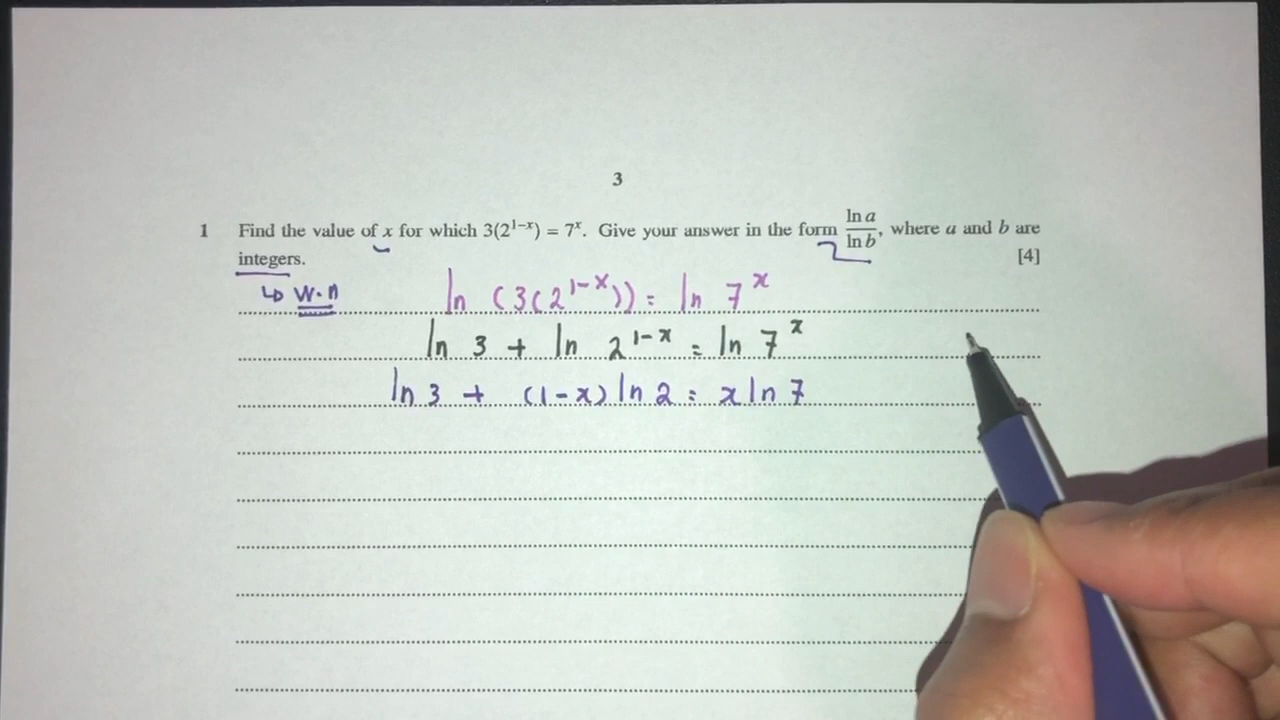 3
1 Find the value of x for which 3(2^{1−x}) = 7^x. Give your answer in the form \frac{ln a}{ln b}, where a and b are
integers. [4]
↳ W.n
ln (3(2^{1-x})) = ln 7^x
ln 3 + ln 2^{1-x} = ln 7^x
ln 3 + (1-x) ln 2 = x ln 7